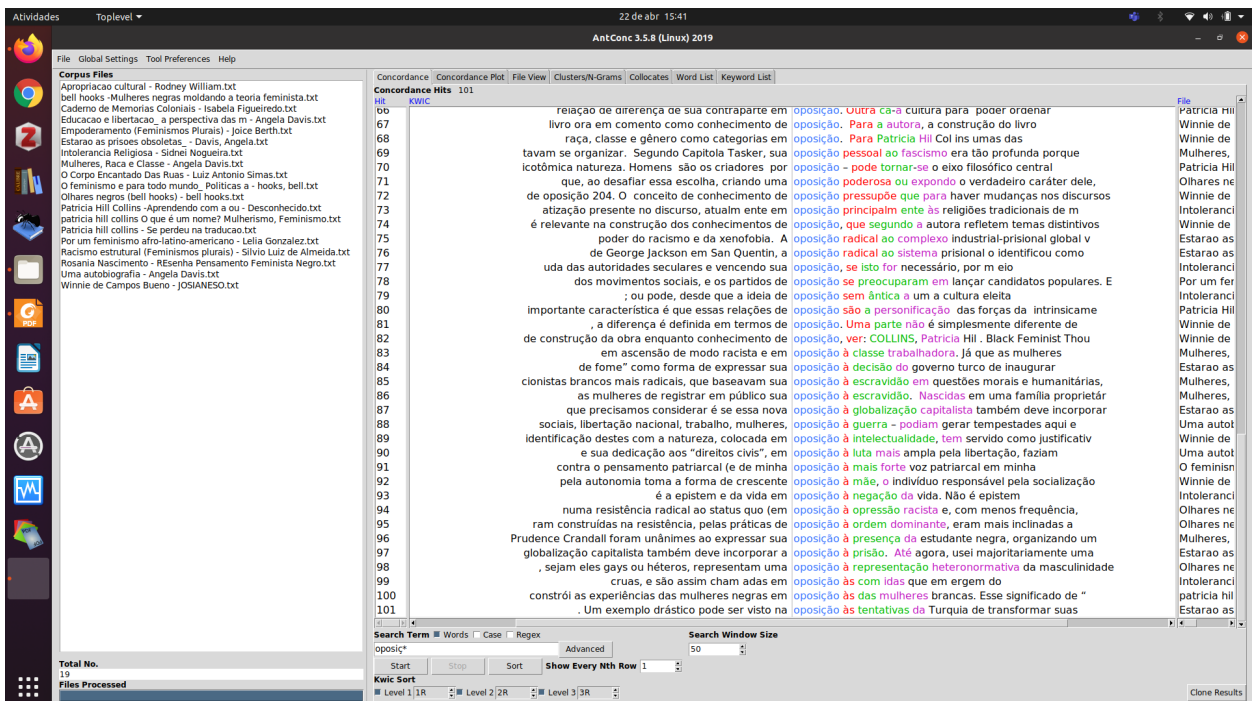 Atividades Toplevel 22 de abr 15:41
AntConc 3.5.8 (Linux) 2019
File Global Settings Tool Preferences Help
Corpus Files
Apropriacao cultural - Rodney William.txt
bell hooks -Mulheres negras moldando a teoria feminista.txt
Caderno de Memorias Coloniais - Isabela Figueiredo.txt
Educacao e libertacao_ a perspectiva das m - Angela Davis.txt
Empoderamento (Feminismos Plurais) - Joice Berth.txt
Estarao as prisoes obsoletas_ - Davis, Angela.txt
Intolerancia Religiosa - Sidnei Nogueira.txt
Mulheres, Raca e Classe - Angela Davis.txt
O Corpo Encantado Das Ruas - Luiz Antonio Simas.txt
O feminismo e para todo mundo_ Politicas a - hooks, bell.txt
Olhares negros (bell hooks) - bell hooks.txt
Patricia Hill Collins -Aprendendo com a ou - Desconhecido.txt
patricia hill collins O que é um nome? Mulherismo, Feminismo.txt
Patricia hill collins - Se perdeu na traducao.txt
Por um feminismo afro-latino-americano - Lelia Gonzalez.txt
Racismo estrutural (Feminismos plurais) - Silvio Luiz de Almeida.txt
Rosania Nascimento - REsenha Pensamento Feminista Negro.txt
Uma autobiografia - Angela Davis.txt
Winnie de Campos Bueno - JOSIANESO.txt
Total No.
19
Files Processed
Concordance Concordance Plot File View Clusters/N-Grams Collocates Word List Keyword List
Concordance Hits 101
Hit KWIC File
66 relação de diferença de sua contraparte em oposição. Outra ca-a cultura para poder ordenar Patricia Hil
67 livro ora em comento como conhecimento de oposição. Para a autora, a construção do livro Winnie de
68 raça, classe e gênero como categorias em oposição. Para Patricia Hil Col ins umas das Winnie de
69 tavam se organizar. Segundo Capitola Tasker, sua oposição pessoal ao fascismo era tão profunda porque Mulheres,
70 icotômica natureza. Homens são os criadores por oposição – pode tornar-se o eixo filosófico central Patricia Hil
71 que, ao desafiar essa escolha, criando uma oposição poderosa ou expondo o verdadeiro caráter dele, Olhares ne
72 de oposição 204. O conceito de conhecimento de oposição pressupõe que para haver mudanças nos discursos Winnie de
73 atização presente no discurso, atualm ente em oposição principalm ente às religiões tradicionais de m Intoleranci
74 é relevante na construção dos conhecimentos de oposição, que segundo a autora refletem temas distintivos Winnie de
75 poder do racismo e da xenofobia. A oposição radical ao complexo industrial-prisional global v Estarao as
76 de George Jackson em San Quentin, a oposição radical ao sistema prisional o identificou como Estarao as
77 uda das autoridades seculares e vencendo sua oposição, se isto for necessário, por m eio Intoleranci
78 dos movimentos sociais, e os partidos de oposição se preocuparam em lançar candidatos populares. E Por um fer
79 ; ou pode, desde que a ideia de oposição sem ântica a um a cultura eleita Intoleranci
80 importante característica é que essas relações de oposição são a personificação das forças da intrinsicame Patricia Hil
81 , a diferença é definida em termos de oposição. Uma parte não é simplesmente diferente de Winnie de
82 de construção da obra enquanto conhecimento de oposição, ver: COLLINS, Patricia Hil . Black Feminist Thou Winnie de
83 em ascensão de modo racista e em oposição à classe trabalhadora. Já que as mulheres Mulheres,
84 de fome” como forma de expressar sua oposição à decisão do governo turco de inaugurar Estarao as
85 cionistas brancos mais radicais, que baseavam sua oposição à escravidão em questões morais e humanitárias, Mulheres,
86 as mulheres de registrar em público sua oposição à escravidão. Nascidas em uma família proprietár Mulheres,
87 que precisamos considerar é se essa nova oposição à globalização capitalista também deve incorporar Estarao as
88 sociais, libertação nacional, trabalho, mulheres, oposição à guerra – podiam gerar tempestades aqui e Uma autob
89 identificação destes com a natureza, colocada em oposição à intelectualidade, tem servido como justificativ Winnie de
90 e sua dedicação aos “direitos civis”, em oposição à luta mais ampla pela libertação, faziam Uma autob
91 contra o pensamento patriarcal (e de minha oposição à mais forte voz patriarcal em minha O feminisn
92 pela autonomia toma a forma de crescente oposição à mãe, o indivíduo responsável pela socialização Winnie de
93 é a epistem e da vida em oposição à negação da vida. Não é epistem Intoleranci
94 numa resistência radical ao status quo (em oposição à opressão racista e, com menos frequência, Olhares ne
95 ram construídas na resistência, pelas práticas de oposição à ordem dominante, eram mais inclinadas a Olhares ne
96 Prudence Crandall foram unânimes ao expressar sua oposição à presença da estudante negra, organizando um Mulheres,
97 globalização capitalista também deve incorporar a oposição à prisão. Até agora, usei majoritariamente uma Estarao as
98 , sejam eles gays ou héteros, representam uma oposição à representação heteronormativa da masculinidade Olhares ne
99 cruas, e são assim cham adas em oposição às com idas que em ergem do Intoleranci
100 constrói as experiências das mulheres negras em oposição às das mulheres brancas. Esse significado de “ patricia hil
101 . Um exemplo drástico pode ser visto na oposição às tentativas da Turquia de transformar suas Estarao as
Search Term Words Case Regex Search Window Size
oposiç* Advanced 50
Start Stop Sort Show Every Nth Row 1
Kwic Sort
Level 1 1R Level 2 2R Level 3 3R Clone Results